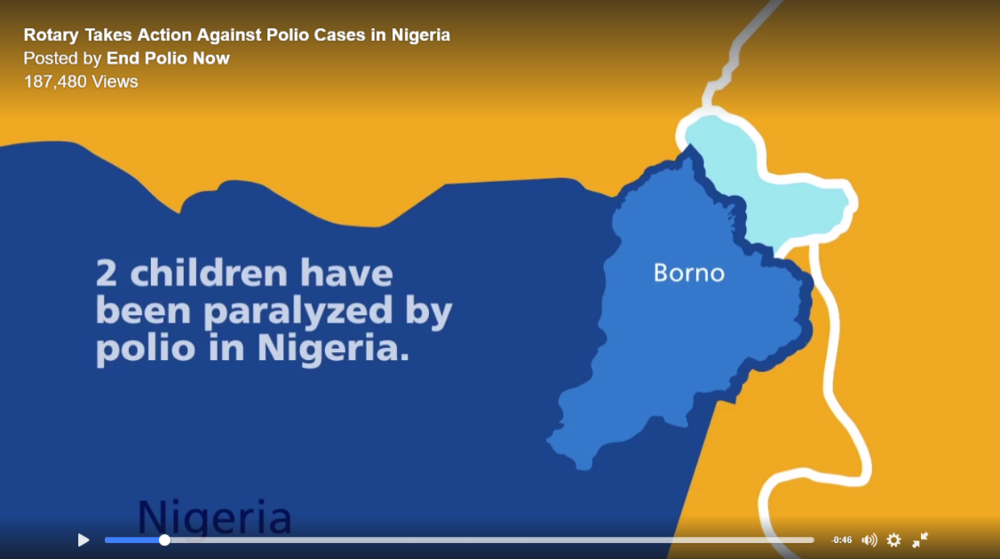 Rotary Takes Action Against Polio Cases in Nigeria
Posted by End Polio Now
187,480 Views
2 children have
been paralyzed by
polio in Nigeria.
Borno
Nigeria
-0:46